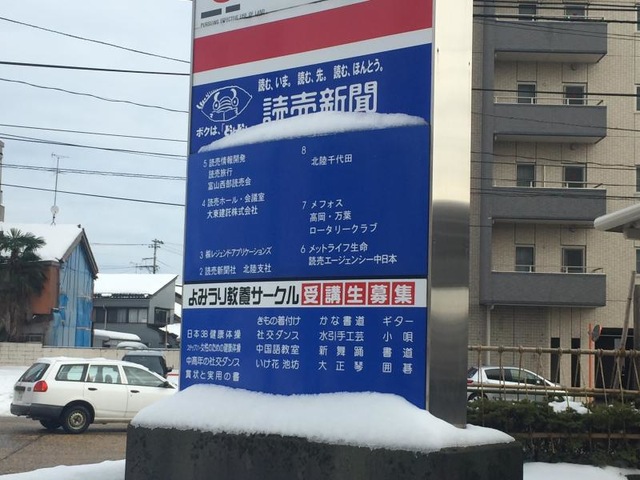 読む、いま。読む、先。読む、ほんとう。
読売新聞
ボクは、「どくしょ
5 読売情報開発
読売旅行
富山西部読売会
4 読売ホール・会議室
大東建託株式会社
3 ㈱レジェンドアプリケーションズ
2 読売新聞社 北陸支社
8
北陸千代田
7 メフォス
高岡・万葉
ロータリークラブ
6 メットライフ生命
読売エージェンシー中日本
よみうり教養サークル 受講生募集
きもの着付け かな書道 ギター
日本3B健康体操 社交ダンス 水引手工芸 小唄
中国語教室 新舞踊 書道
中高年の社交ダンス いけ花 池坊 大正琴 囲碁
賞状と実用の書